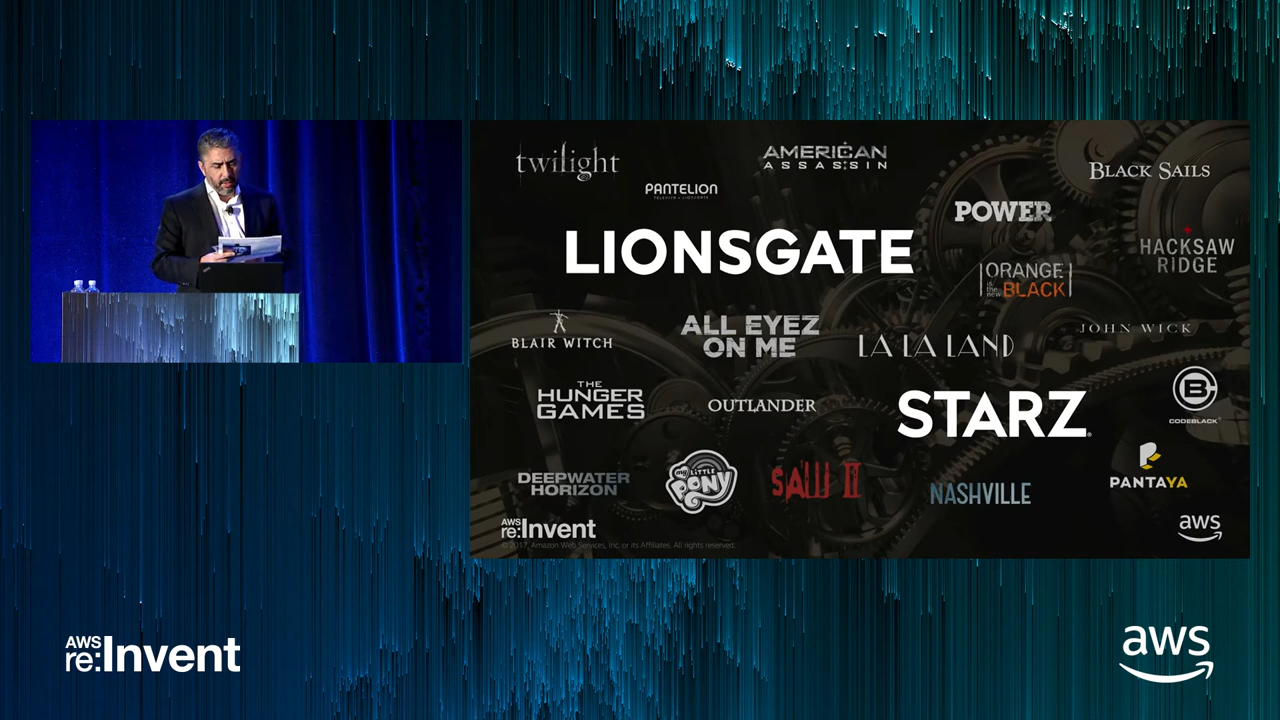 twilight
AMERICAN
ASSASSIN
BLACK SAILS
PANTELION
POWER
LIONSGATE
HACKSAW
RIDGE
ORANGE
is the new BLACK
BLAIR WITCH
ALL EYEZ
ON ME
LA LA LAND
JOHN WICK
THE
HUNGER
GAMES
OUTLANDER
STARZ
B
CODEBLACK
DEEPWATER
HORIZON
my LITTLE
PONY
SAW II
NASHVILLE
PANTAYA
AWS
re:Invent
aws
© 2017, Amazon Web Services, Inc. or its Affiliates. All rights reserved.
AWS
re:Invent
aws